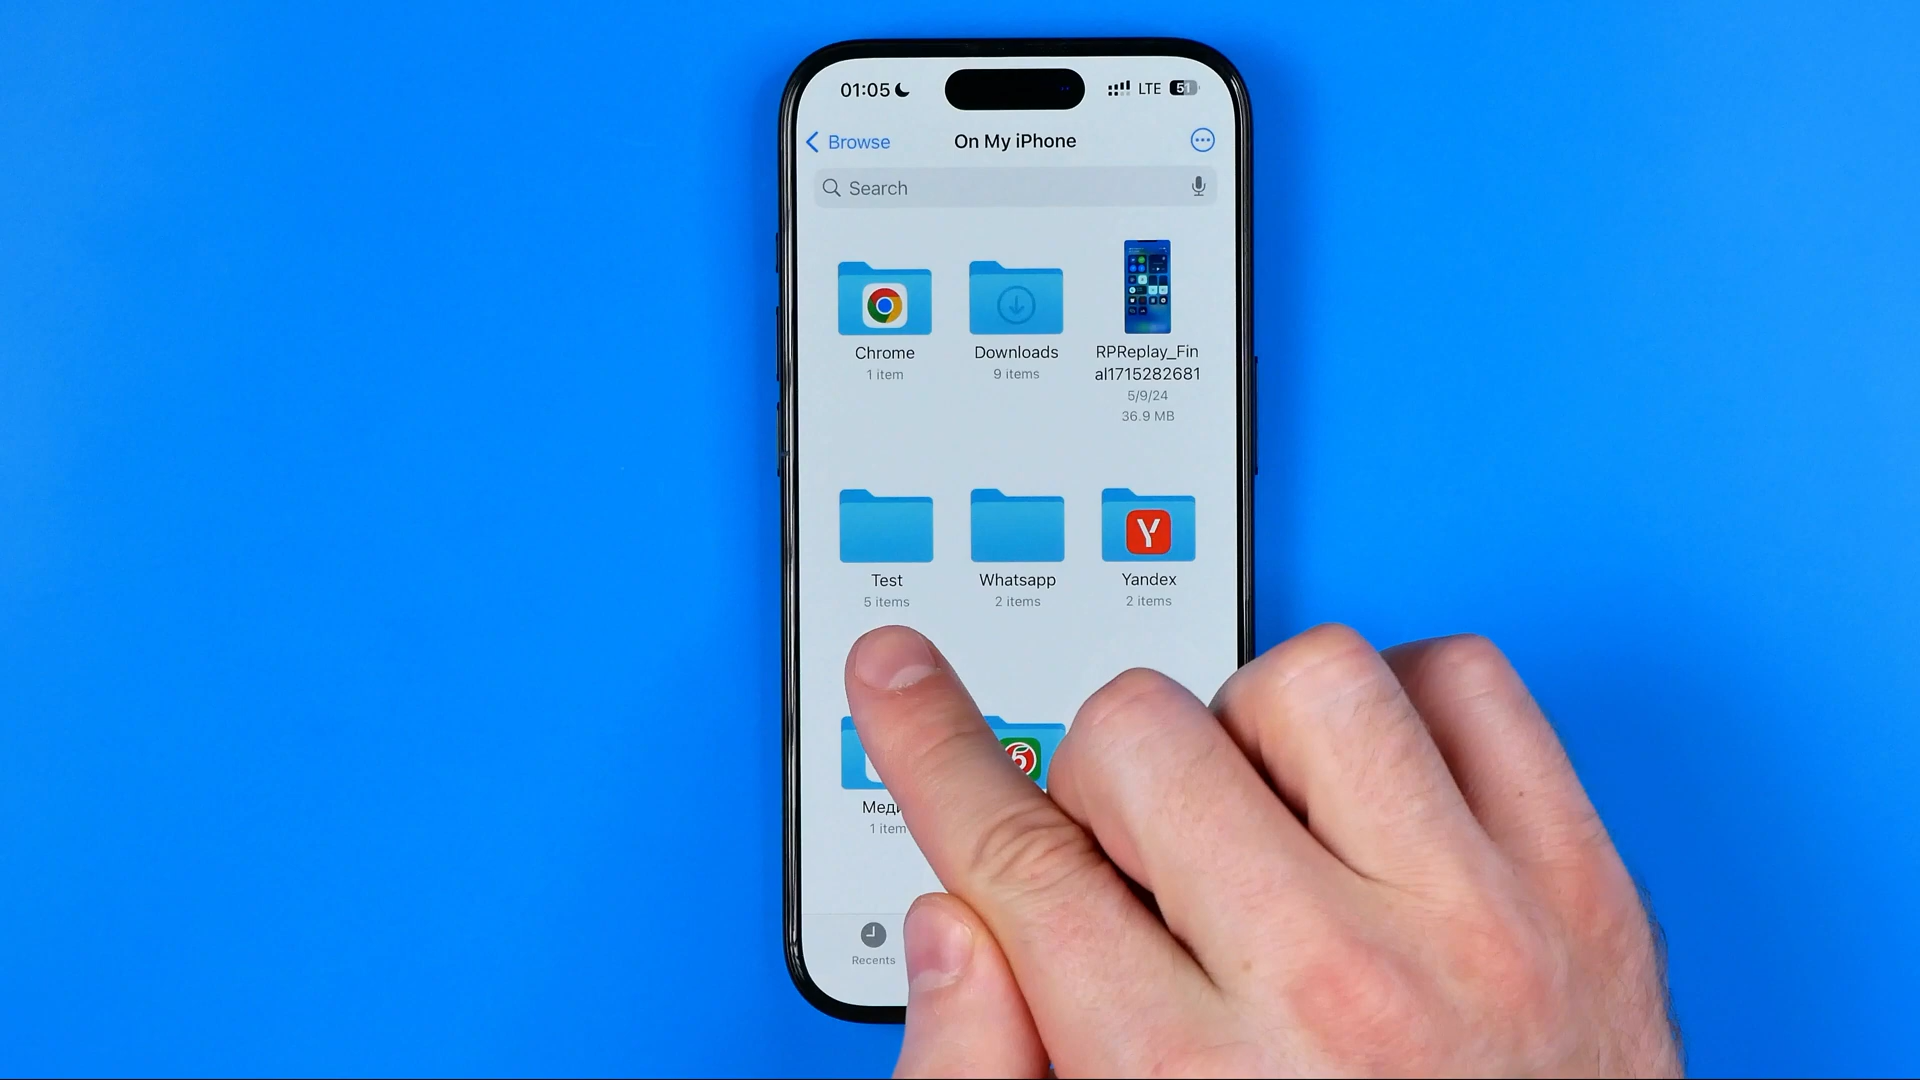 01:05 LTE 51
Browse On My iPhone
Search
Chrome Downloads RPReplay_Fin
al1715282681
1 item 9 items
5/9/24
36.9 MB
Y
Test Whatsapp Yandex
5 items 2 items 2 items
5
1 item
Recents